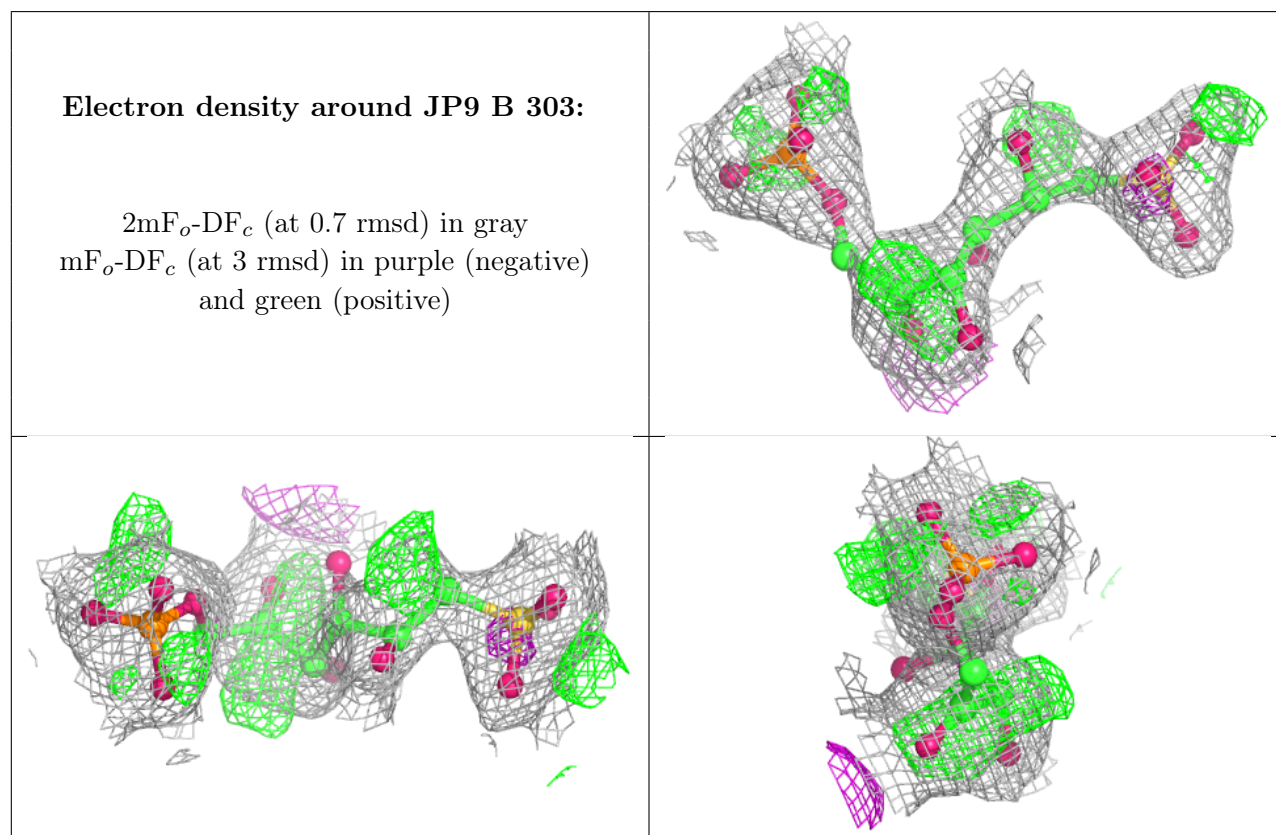 Electron density around JP9 B 303:
2mFo-DFc (at 0.7 rmsd) in gray
mFo-DFc (at 3 rmsd) in purple (negative)
and green (positive)